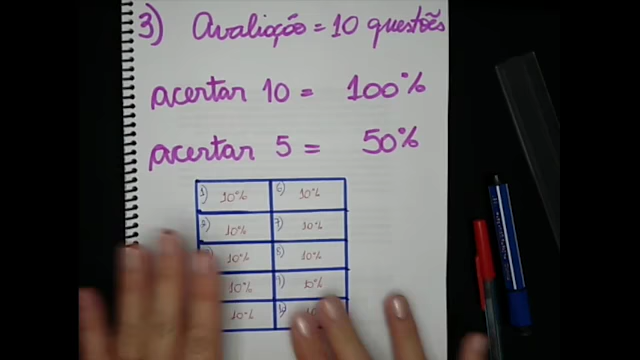 3) Avaliação = 10 questões
acertar 10 = 100%
acertar 5 = 50%
1) 10% 6) 10%
2) 10% 7) 10%
10% 8) 10%
10% 9) 10%
10%